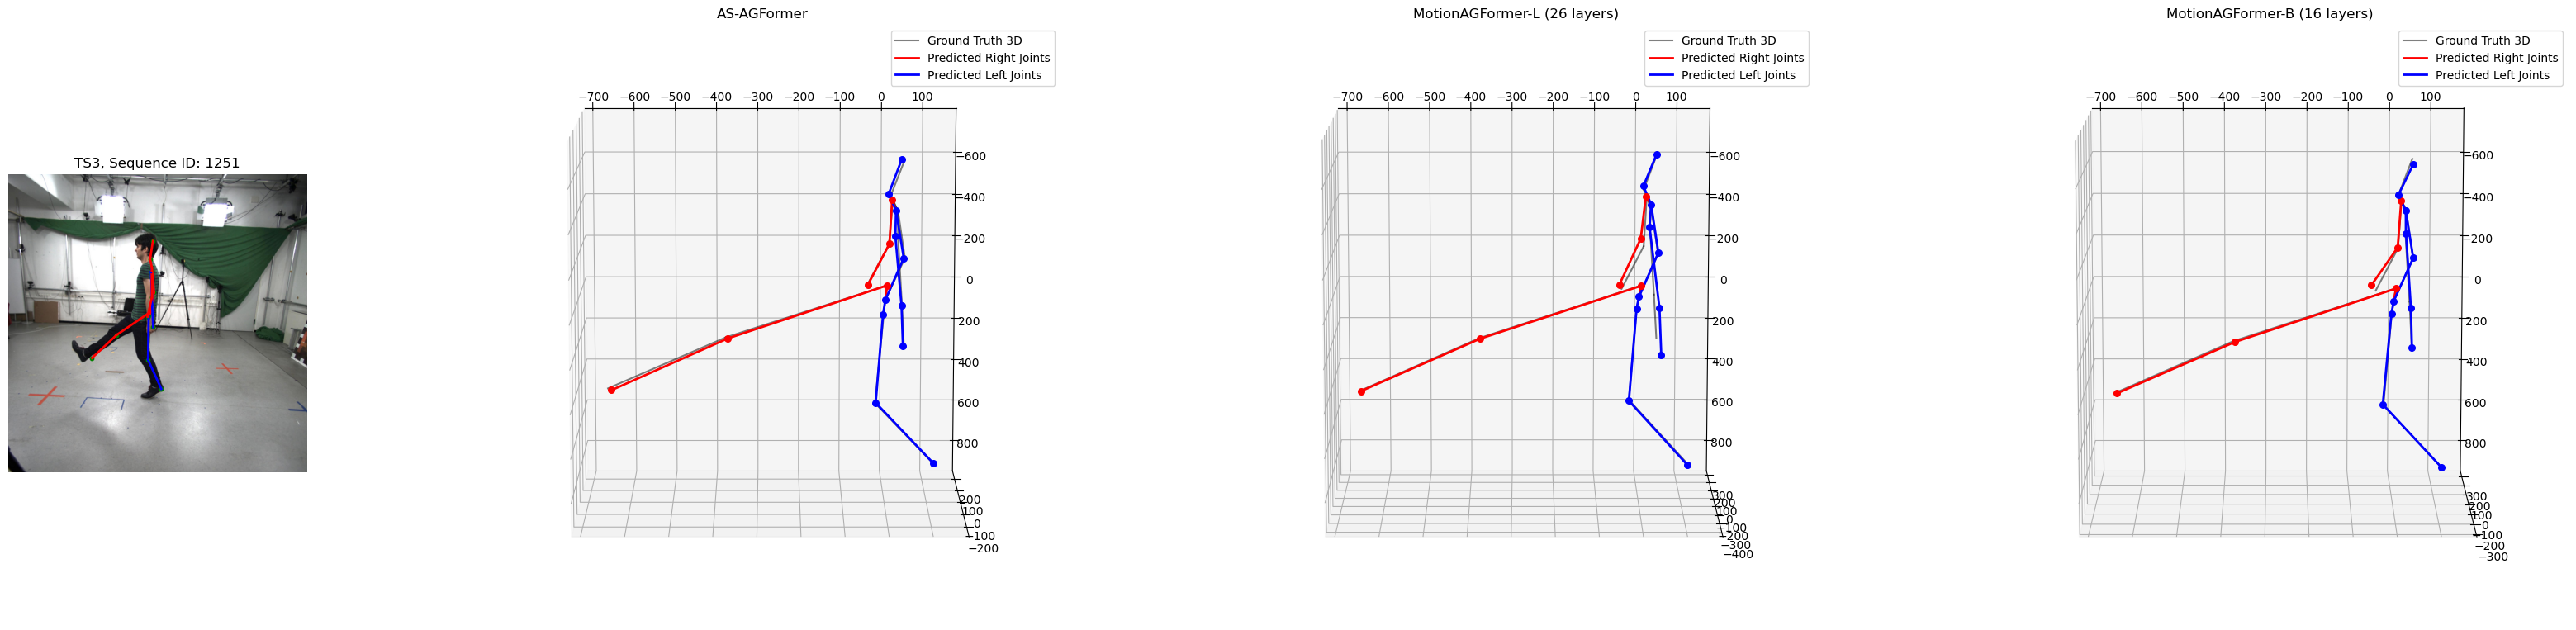 AS-AGFormer
MotionAGFormer-L (26 layers)
MotionAGFormer-B (16 layers)
TS3, Sequence ID: 1251
Ground Truth 3D
Predicted Right Joints
Predicted Left Joints
−700 −600 −500 −400 −300 −200 −100 0 100
−600
−400
−200
0
200
400
600
800
200
100
0
−100
−200
Ground Truth 3D
Predicted Right Joints
Predicted Left Joints
−700 −600 −500 −400 −300 −200 −100 0 100
−600
−400
−200
0
200
400
600
800
300
200
100
0
−100
−200
−300
−400
Ground Truth 3D
Predicted Right Joints
Predicted Left Joints
−700 −600 −500 −400 −300 −200 −100 0 100
−600
−400
−200
0
200
400
600
800
300
200
100
0
−100
−200
−300